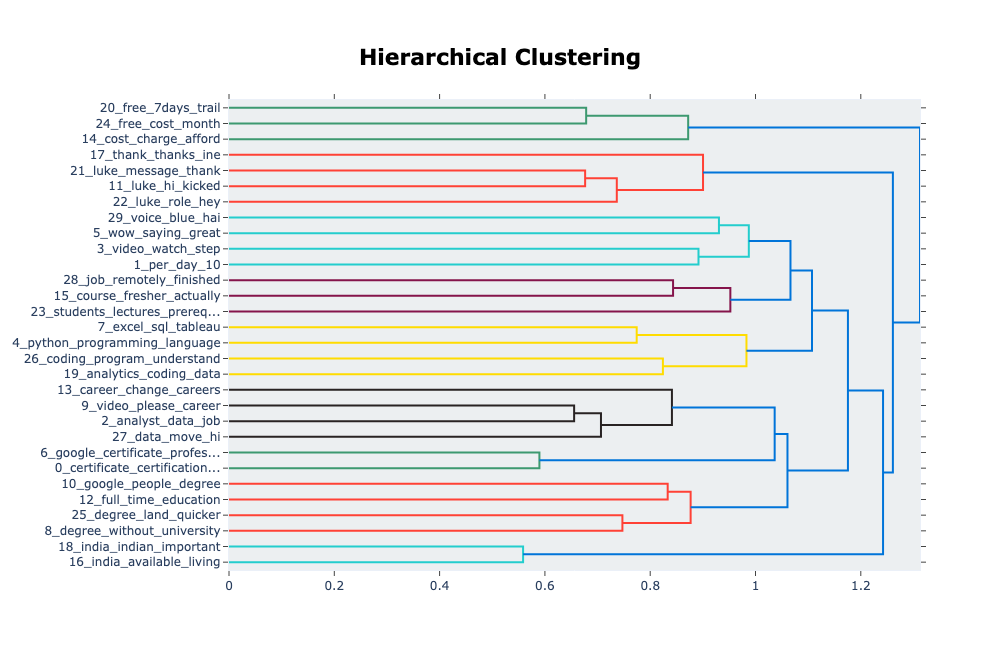 Hierarchical Clustering
20_free_7days_trail
24_free_cost_month
14_cost_charge_afford
17_thank_thanks_ine
21_luke_message_thank
11_luke_hi_kicked
22_luke_role_hey
29_voice_blue_hai
5_wow_saying_great
3_video_watch_step
1_per_day_10
28_job_remotely_finished
15_course_fresher_actually
23_students_lectures_prereq...
7_excel_sql_tableau
4_python_programming_language
26_coding_program_understand
19_analytics_coding_data
13_career_change_careers
9_video_please_career
2_analyst_data_job
27_data_move_hi
6_google_certificate_profes...
0_certificate_certification...
10_google_people_degree
12_full_time_education
25_degree_land_quicker
8_degree_without_university
18_india_indian_important
16_india_available_living
0 0.2 0.4 0.6 0.8 1 1.2